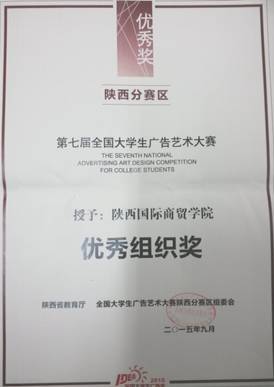 优秀奖
陕西分赛区
第七届全国大学生广告艺术大赛
THE SEVENTH NATIONAL
ADVERTISING ART DESIGN COMPETITION
FOR COLLEGE STUDENTS
授予：陕西国际商贸学院
优秀组织奖
陕西省教育厅 全国大学生广告艺术大赛陕西分赛区组委会
二〇一五年九月
IDEA 2015